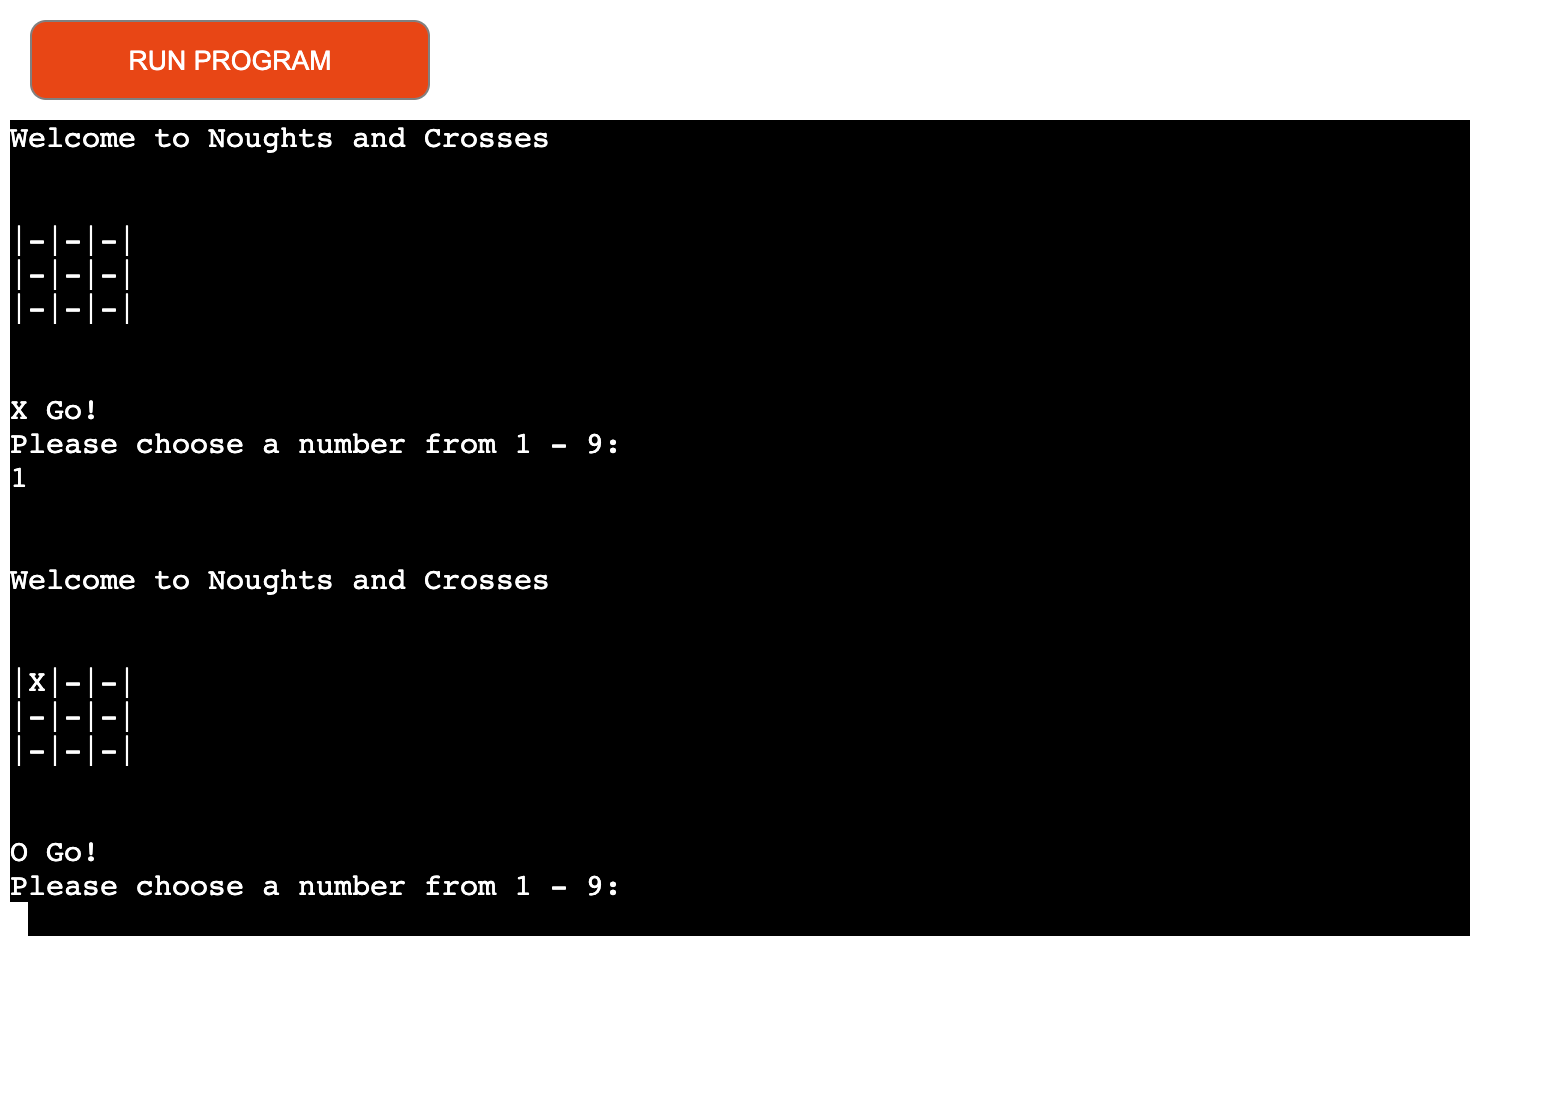 RUN PROGRAM
Welcome to Noughts and Crosses
|-|-|-|
|-|-|-|
|-|-|-|
X Go!
Please choose a number from 1 - 9:
1
Welcome to Noughts and Crosses
|X|-|-|
|-|-|-|
|-|-|-|
O Go!
Please choose a number from 1 - 9: